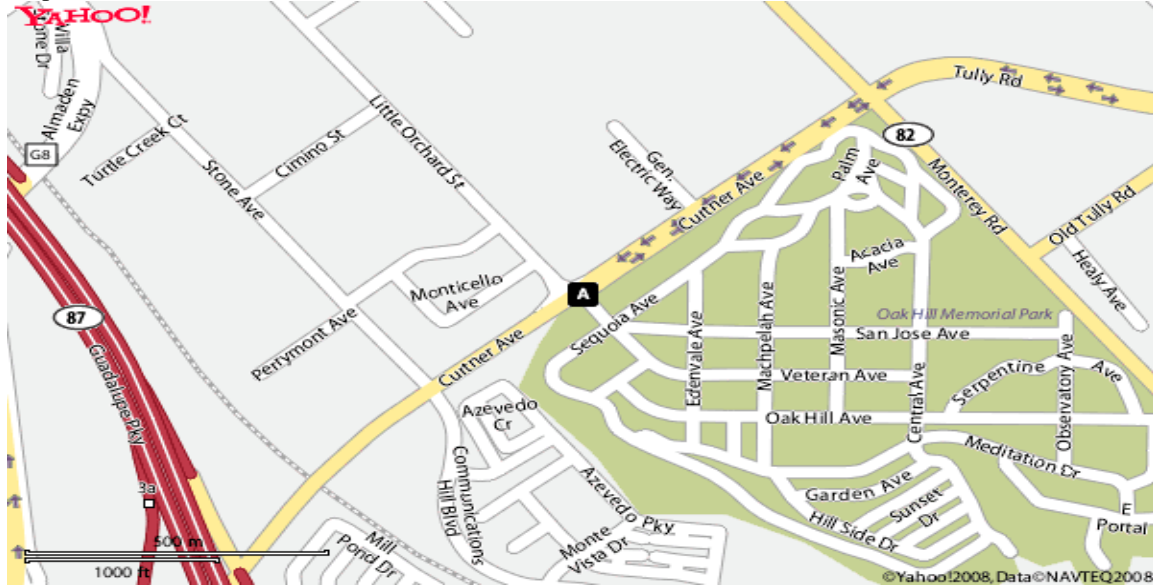 YAHOO!
Villa
Stone Dr
Almaden
Expy
G8
Turtle Creek Ct
Cimino St
Stone Ave
Little Orchard St
Gen.
Electric Way
Curtner Ave
Tully Rd
82
Palm
Ave
Monterey Rd
Old Tully Rd
Healy Ave
Acacia
Ave
Monticello
Ave
A
87
Perrymont Ave
Guadalupe Pky
Curtner Ave
Sequoia Ave
Edenvale Ave
Machpelah Ave
Masonic Ave
Oak Hill Memorial Park
San Jose Ave
Veteran Ave
Central Ave
Serpentine
Ave
Observatory Ave
Oak Hill Ave
Azevedo
Cr
Communications
Hill Blvd
Azevedo Pky
Meditation Dr
Garden Ave
Sunset
Dr
Hill Side Dr
E
Portal
3a
Mill
Pond Dr
Monte
Vista Dr
500 m
1000 ft
©Yahoo!2008, Data©NAVTEQ2008